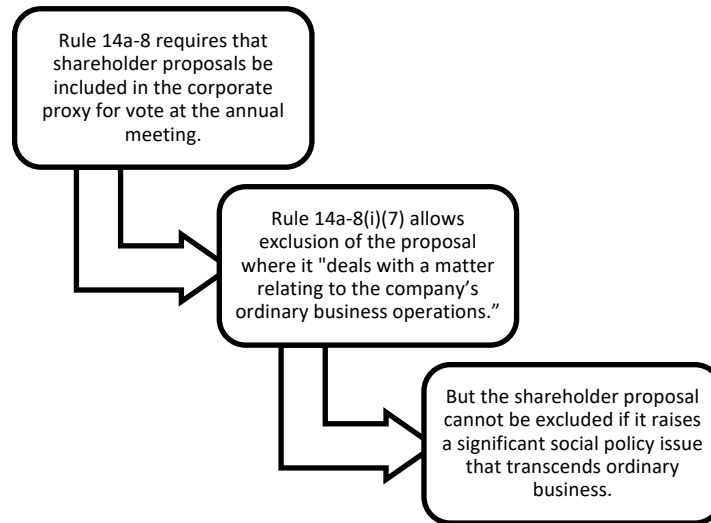 Rule 14a-8 requires that
shareholder proposals be
included in the corporate
proxy for vote at the annual
meeting.
Rule 14a-8(i)(7) allows
exclusion of the proposal
where it "deals with a matter
relating to the company’s
ordinary business operations.”
But the shareholder proposal
cannot be excluded if it raises
a significant social policy issue
that transcends ordinary
business.